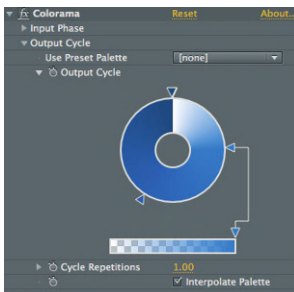 fx Colorama Reset About..
Input Phase
Output Cycle
Use Preset Palette [none]
Output Cycle
Cycle Repetitions 1.00
Interpolate Palette